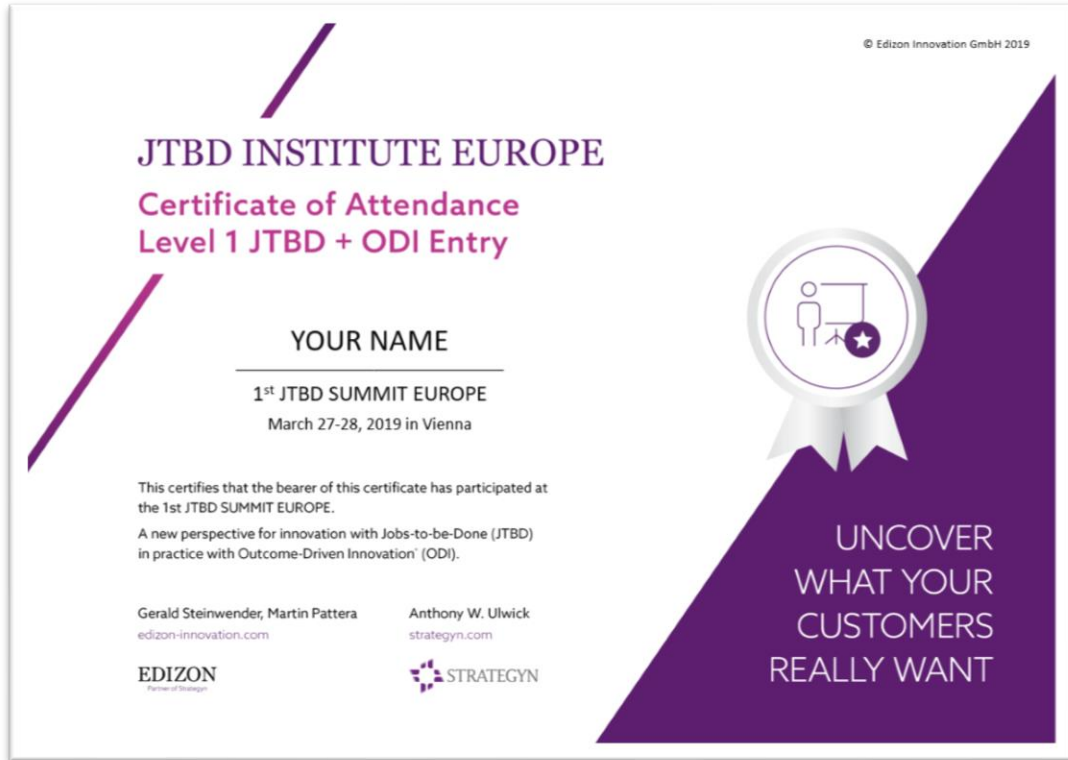 © Edizon Innovation GmbH 2019
JTBD INSTITUTE EUROPE
Certificate of Attendance
Level 1 JTBD + ODI Entry
YOUR NAME
1st JTBD SUMMIT EUROPE
March 27-28, 2019 in Vienna
This certifies that the bearer of this certificate has participated at
the 1st JTBD SUMMIT EUROPE.
A new perspective for innovation with Jobs-to-be-Done (JTBD)
in practice with Outcome-Driven Innovation® (ODI).
Gerald Steinwender, Martin Pattera
edizon-innovation.com
EDIZON
Partner of Strategyn
Anthony W. Ulwick
strategyn.com
STRATEGYN
UNCOVER
WHAT YOUR
CUSTOMERS
REALLY WANT